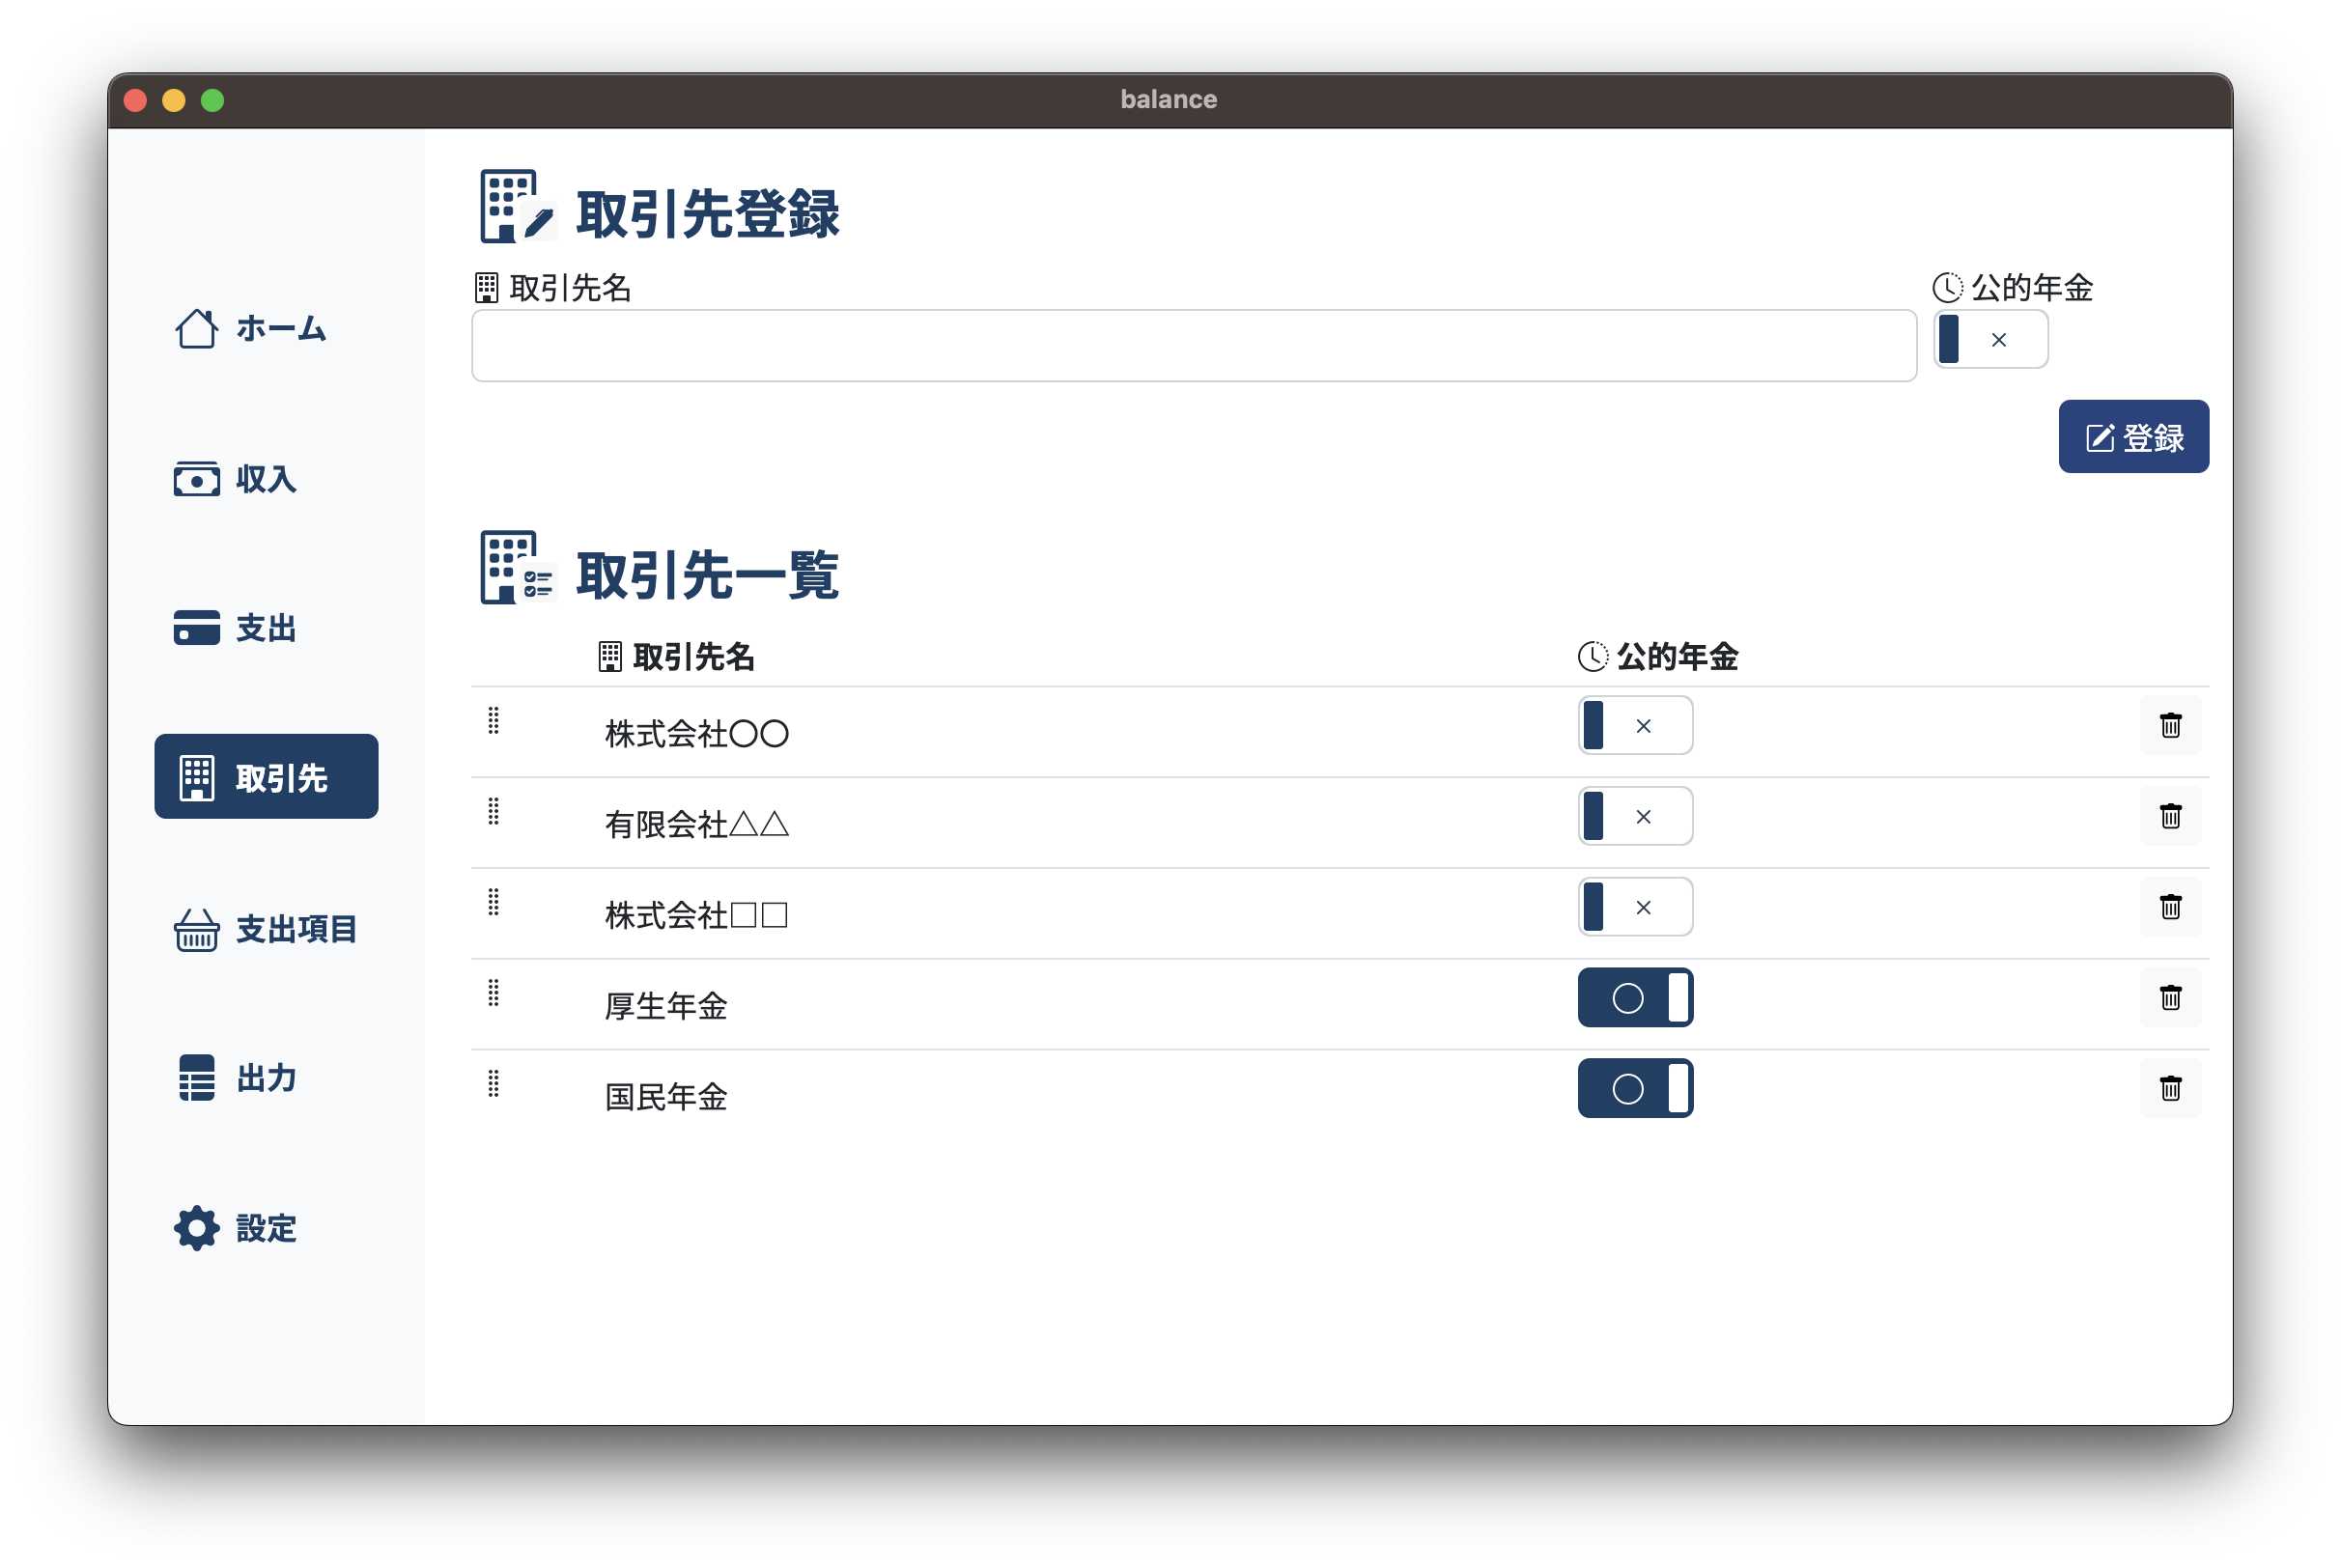 balance
ホーム
収入
支出
取引先
支出項目
出力
設定
取引先登録
取引先名
公的年金
×
登録
取引先一覧
取引先名 公的年金
株式会社〇〇 ×
有限会社△△ ×
株式会社□□ ×
厚生年金 ○
国民年金 ○